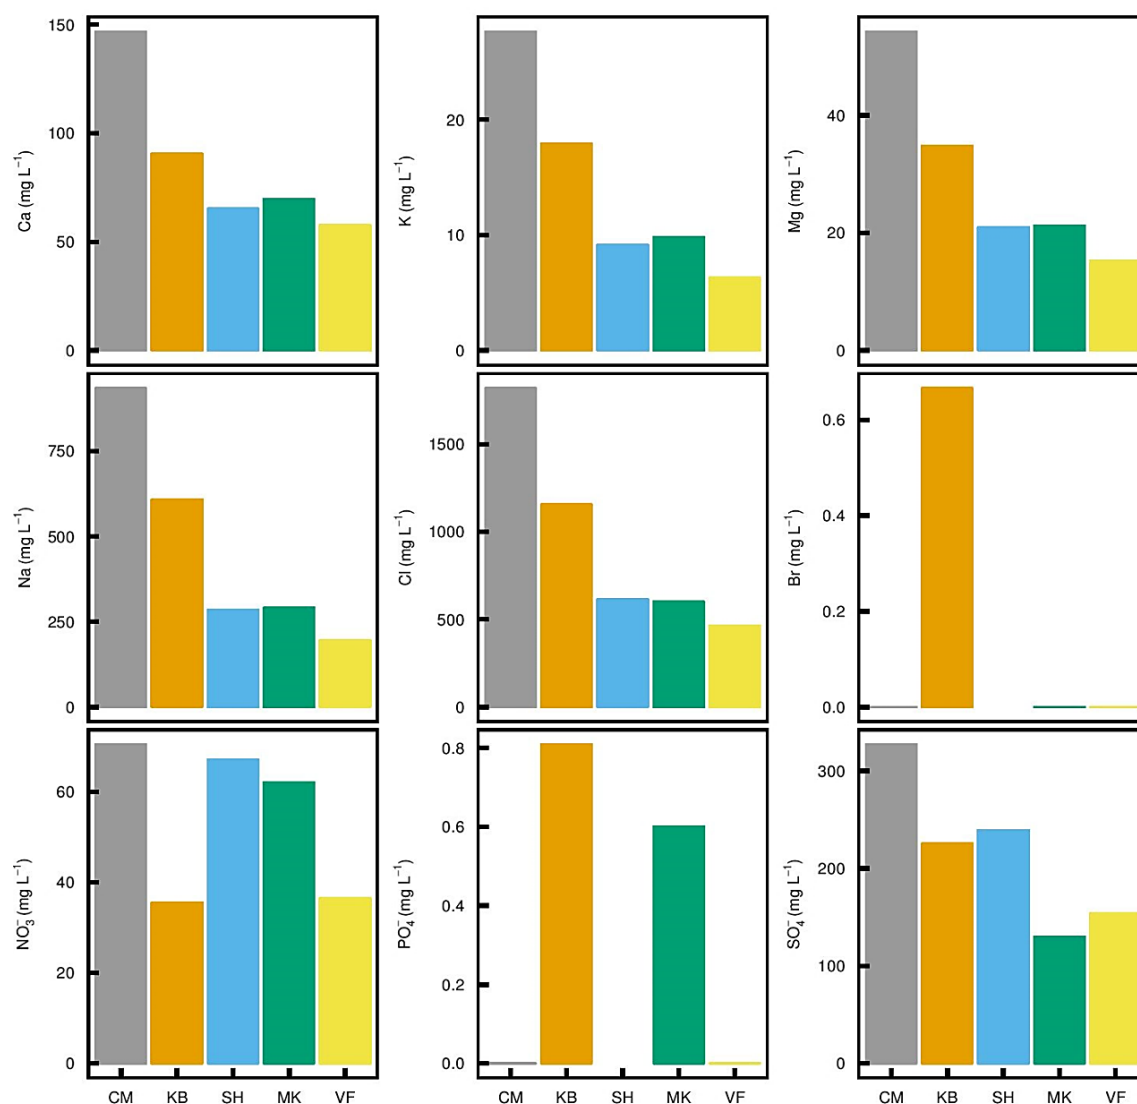 Ca (mg L⁻¹)
150
100
50
0
K (mg L⁻¹)
20
10
0
Mg (mg L⁻¹)
40
20
0
Na (mg L⁻¹)
750
500
250
0
Cl (mg L⁻¹)
1500
1000
500
0
Br (mg L⁻¹)
0.6
0.4
0.2
0.0
NO₃⁻ (mg L⁻¹)
60
40
20
0
CM KB SH MK VF
PO₄⁻ (mg L⁻¹)
0.8
0.6
0.4
0.2
0.0
CM KB SH MK VF
SO₄⁻ (mg L⁻¹)
300
200
100
0
CM KB SH MK VF